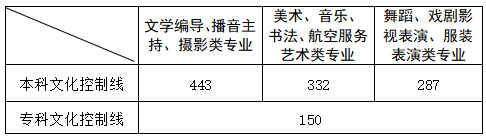 文学编导、播音主
持、摄影类专业
美术、音乐、
书法、航空服务
艺术类专业
舞蹈、戏剧影
视表演、服装
表演类专业
本科文化控制线
443
332
287
专科文化控制线
150